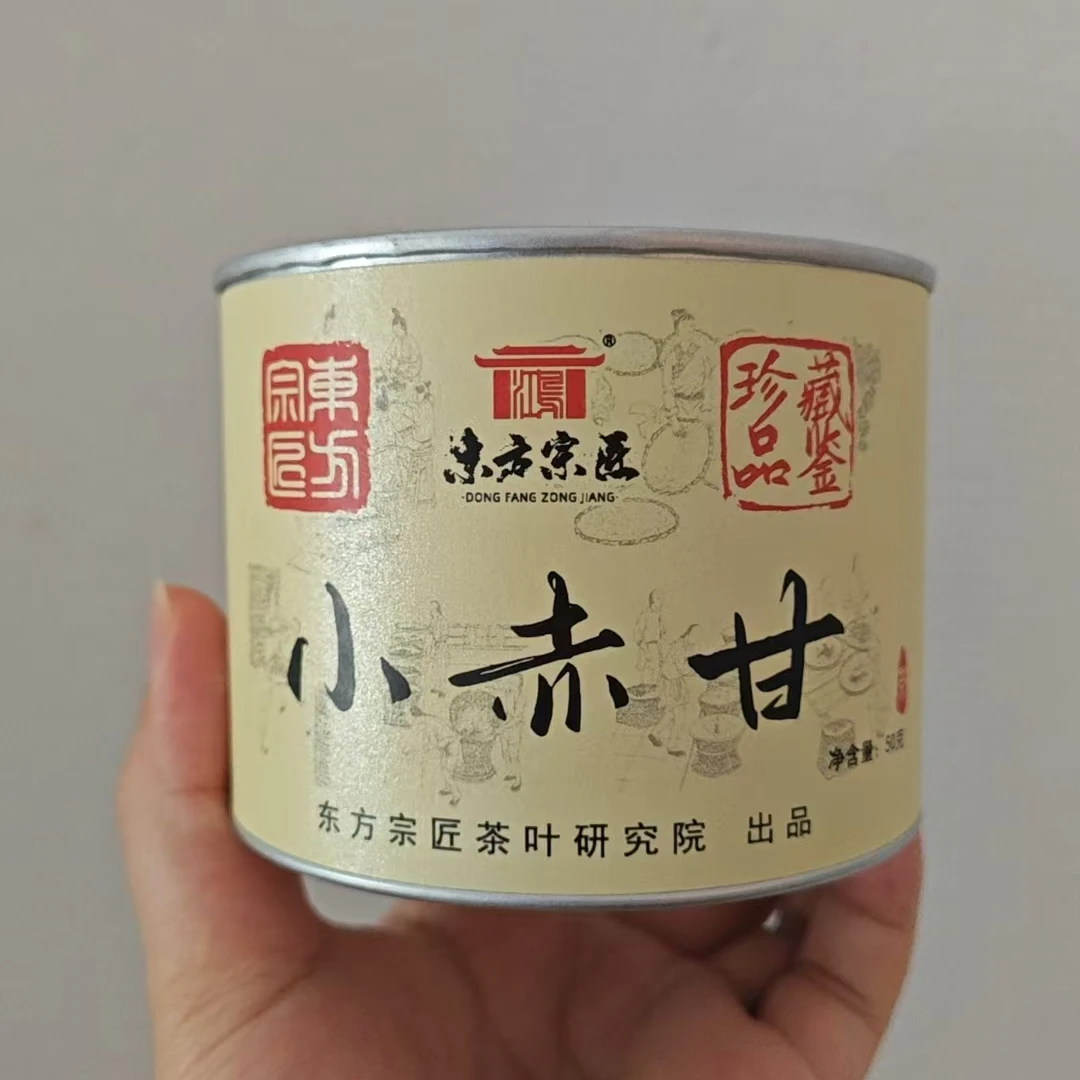 東方
宗匠
鴻
®
东方宗匠
·DONG FANG ZONG JIANG·
藏鉴
珍品
小赤甘
净含量：50克
东方宗匠茶叶研究院 出品